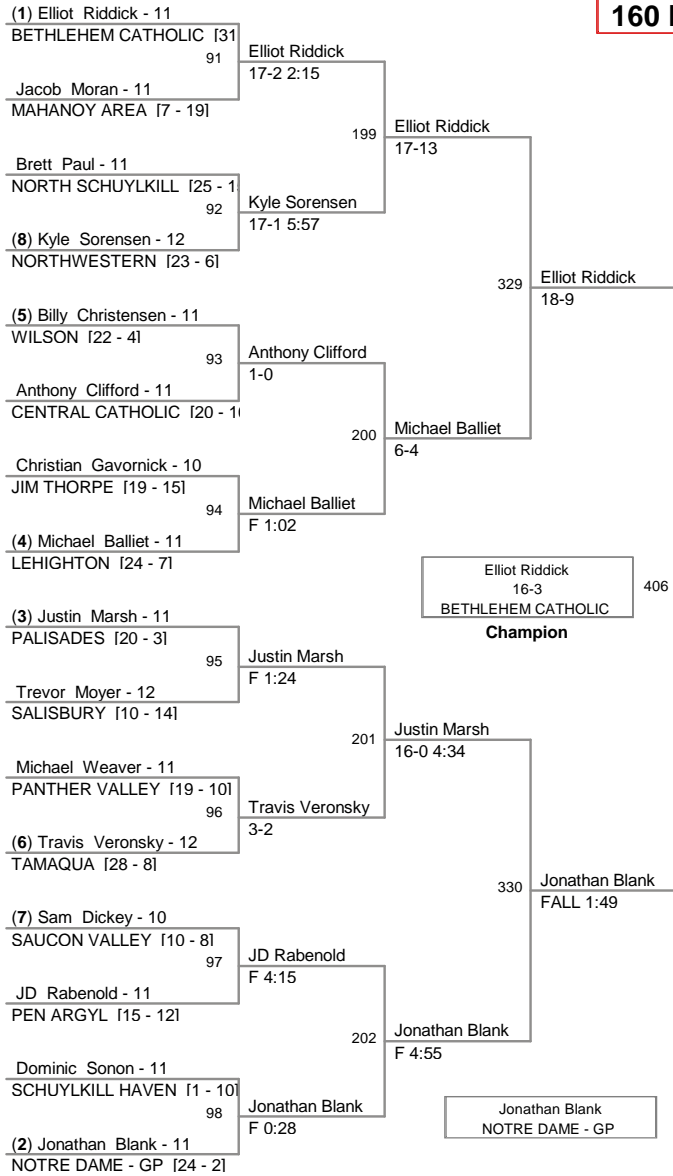 160
(1) Elliot Riddick - 11
BETHLEHEM CATHOLIC [31
91
Elliot Riddick
17-2 2:15
Jacob Moran - 11
MAHANOY AREA [7 - 19]
199
Elliot Riddick
17-13
Brett Paul - 11
NORTH SCHUYLKILL [25 - 1
92
Kyle Sorensen
17-1 5:57
(8) Kyle Sorensen - 12
NORTHWESTERN [23 - 6]
329
Elliot Riddick
18-9
(5) Billy Christensen - 11
WILSON [22 - 4]
93
Anthony Clifford
1-0
Anthony Clifford - 11
CENTRAL CATHOLIC [20 - 1
200
Michael Balliet
6-4
Christian Gavornick - 10
JIM THORPE [19 - 15]
94
Michael Balliet
F 1:02
(4) Michael Balliet - 11
LEHIGHTON [24 - 7]
Elliot Riddick
16-3
BETHLEHEM CATHOLIC
406
Champion
(3) Justin Marsh - 11
PALISADES [20 - 3]
95
Justin Marsh
F 1:24
Trevor Moyer - 12
SALISBURY [10 - 14]
201
Justin Marsh
16-0 4:34
Michael Weaver - 11
PANTHER VALLEY [19 - 10]
96
Travis Veronsky
3-2
(6) Travis Veronsky - 12
TAMAQUA [28 - 8]
330
Jonathan Blank
FALL 1:49
(7) Sam Dickey - 10
SAUCON VALLEY [10 - 8]
97
JD Rabenold
F 4:15
JD Rabenold - 11
PEN ARGYL [15 - 12]
202
Jonathan Blank
F 4:55
Dominic Sonon - 11
SCHUYLKILL HAVEN [1 - 10]
98
Jonathan Blank
F 0:28
(2) Jonathan Blank - 11
NOTRE DAME - GP [24 - 2]
Jonathan Blank
NOTRE DAME - GP